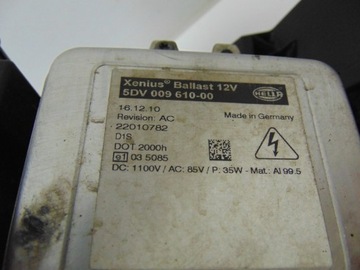 Xenius® Ballast 12V
5DV 009 610-00
HELLA
16.12.10
Made in Germany
Revision: AC
22010782
D1S
DOT 2000h
e1 03 5085
DC: 1100V / AC: 85V / P: 35W - Mat.: Al 99.5